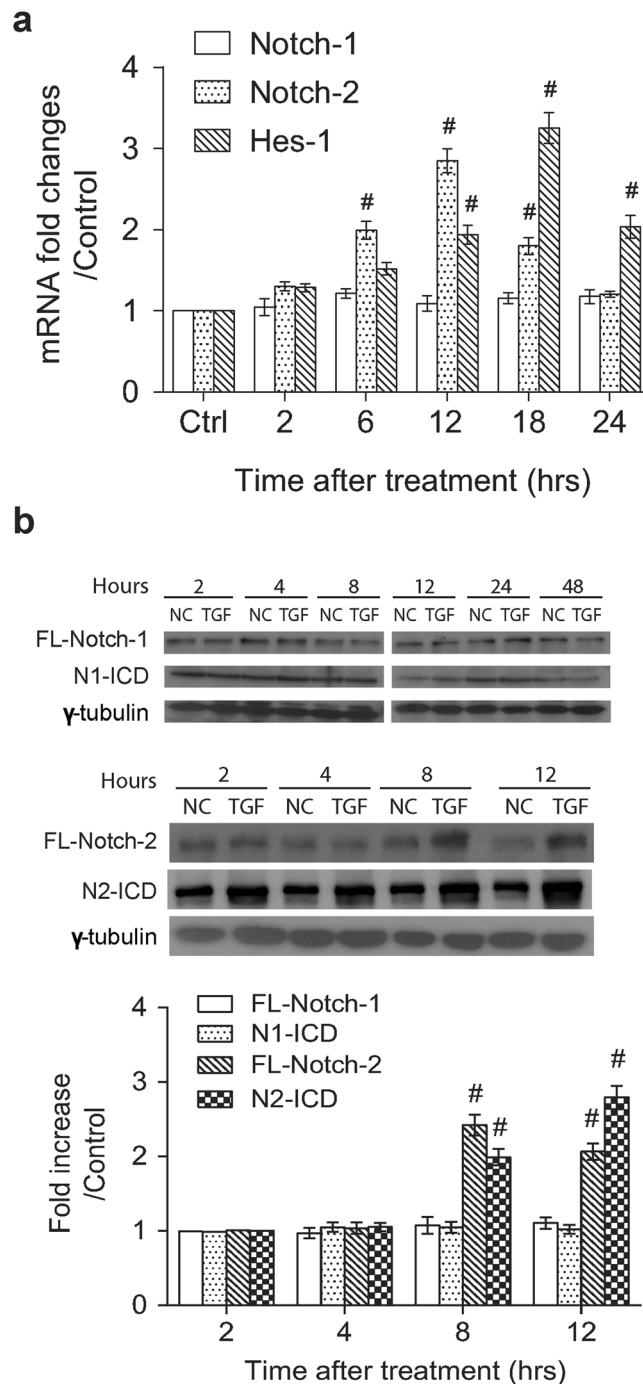 a
Notch-1
Notch-2
Hes-1
mRNA fold changes
/Control
4
3
2
1
0
# # # # # #
Ctrl 2 6 12 18 24
Time after treatment (hrs)
b
Hours 2 4 8 12 24 48
NC TGF NC TGF NC TGF NC TGF NC TGF NC TGF
FL-Notch-1
N1-ICD
γ-tubulin
Hours 2 4 8 12
NC TGF NC TGF NC TGF NC TGF
FL-Notch-2
N2-ICD
γ-tubulin
FL-Notch-1
N1-ICD
FL-Notch-2
N2-ICD
Fold increase
/Control
4
3
2
1
0
# # # #
2 4 8 12
Time after treatment (hrs)